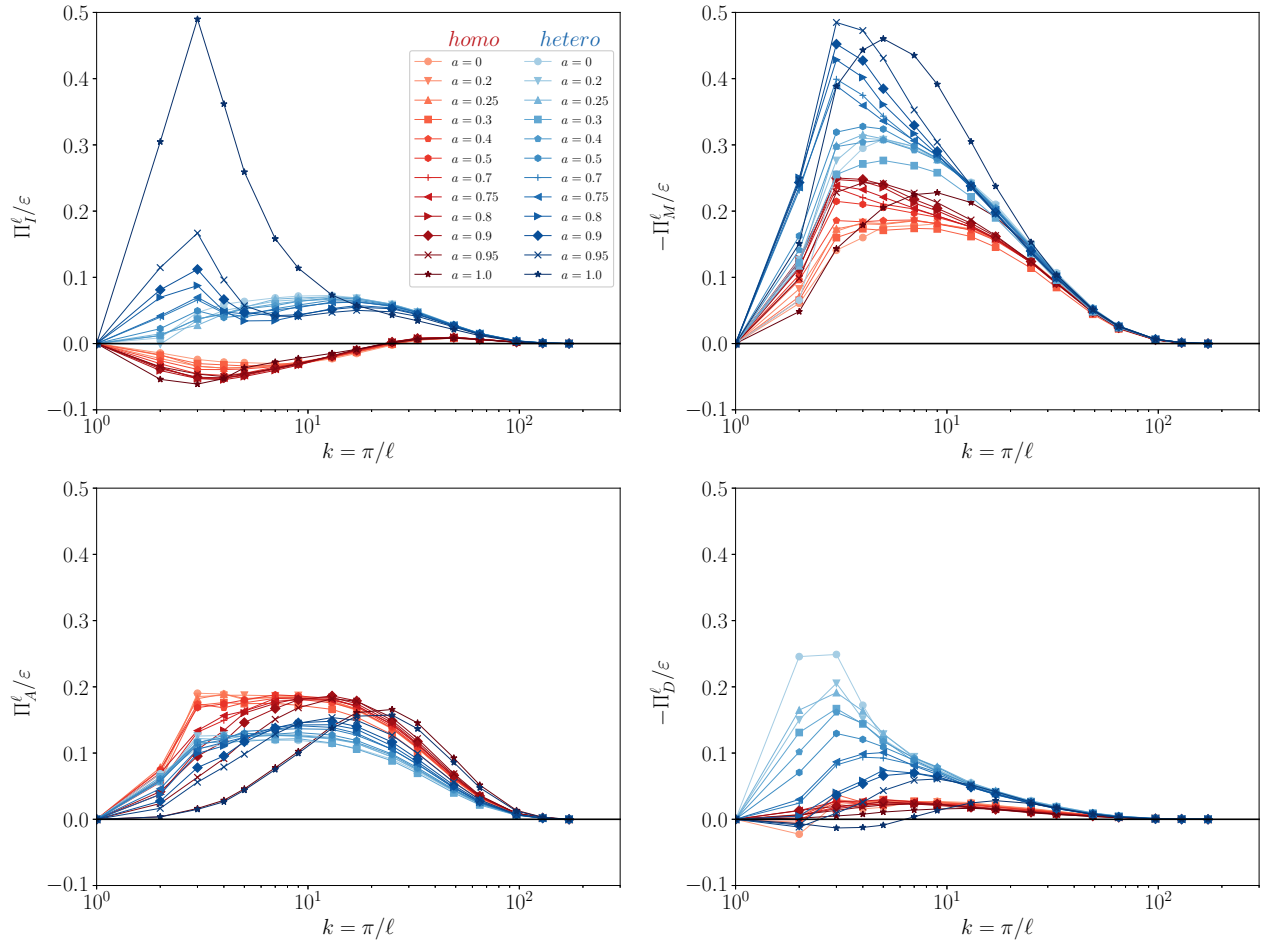 0.5
0.4
0.3
0.2
0.1
0.0
−0.1
Π_I^ℓ/ε
10^0
10^1
10^2
k = π/ℓ
homo hetero
a = 0 a = 0
a = 0.2 a = 0.2
a = 0.25 a = 0.25
a = 0.3 a = 0.3
a = 0.4 a = 0.4
a = 0.5 a = 0.5
a = 0.7 a = 0.7
a = 0.75 a = 0.75
a = 0.8 a = 0.8
a = 0.9 a = 0.9
a = 0.95 a = 0.95
a = 1.0 a = 1.0
0.5
0.4
0.3
0.2
0.1
0.0
−0.1
−Π_M^ℓ/ε
10^0
10^1
10^2
k = π/ℓ
0.5
0.4
0.3
0.2
0.1
0.0
−0.1
Π_A^ℓ/ε
10^0
10^1
10^2
k = π/ℓ
0.5
0.4
0.3
0.2
0.1
0.0
−0.1
−Π_D^ℓ/ε
10^0
10^1
10^2
k = π/ℓ